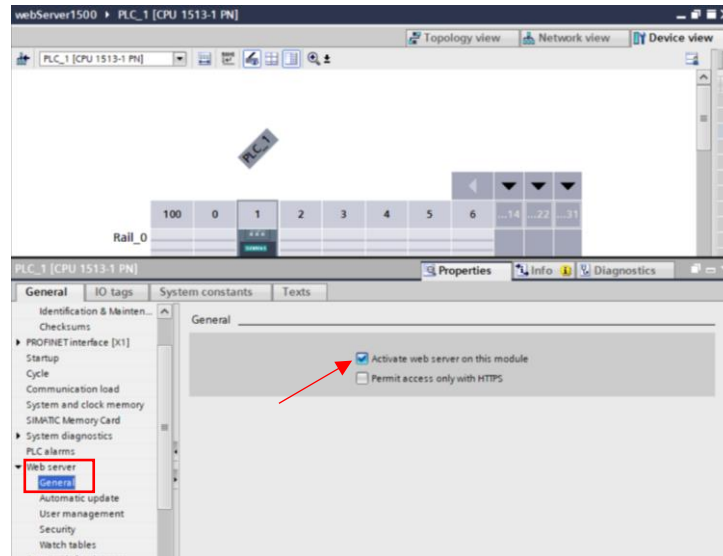 webServer1500 ▸ PLC_1 [CPU 1513-1 PN]
Topology view Network view Device view
PLC_1 [CPU 1513-1 PN]
PLC_1
100 0 1 2 3 4 5 6 ...14 ...22 ...31
Rail_0
SIEMENS
PLC_1 [CPU 1513-1 PN]
Properties Info Diagnostics
General IO tags System constants Texts
Identification & Mainten...
Checksums
PROFINET interface [X1]
Startup
Cycle
Communication load
System and clock memory
SIMATIC Memory Card
System diagnostics
PLC alarms
Web server
General
Automatic update
User management
Security
Watch tables
General
Activate web server on this module
Permit access only with HTTPS